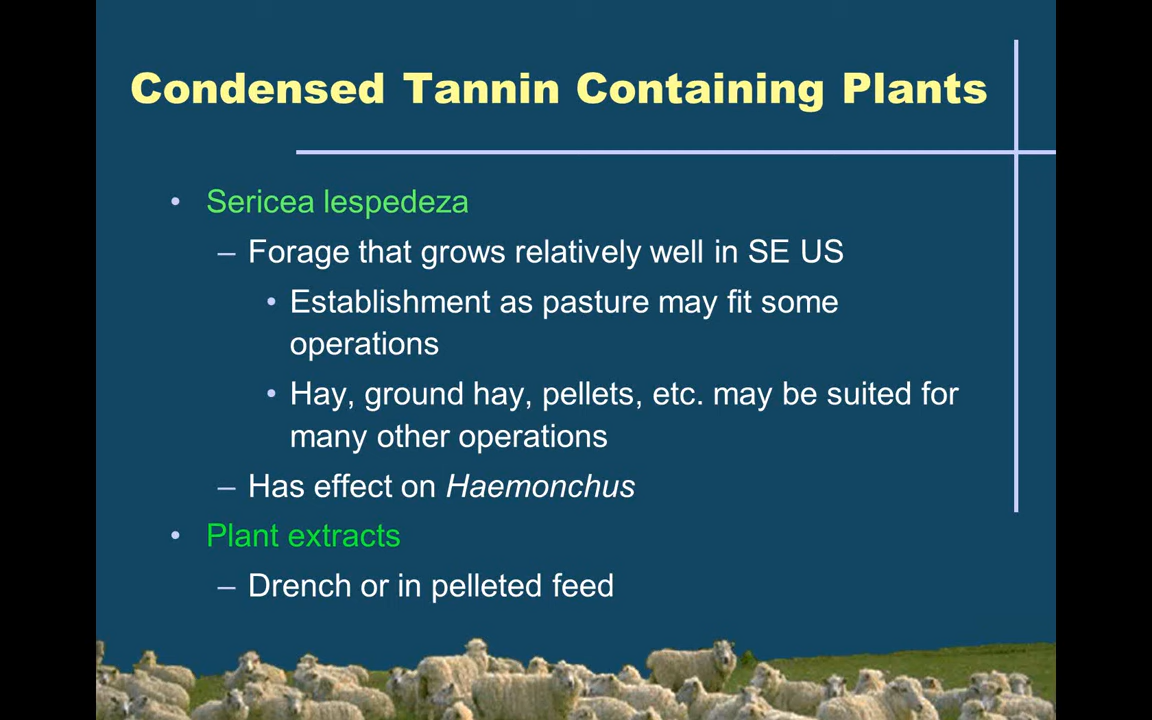 Condensed Tannin Containing Plants
• Sericea lespedeza
– Forage that grows relatively well in SE US
• Establishment as pasture may fit some
operations
• Hay, ground hay, pellets, etc. may be suited for
many other operations
– Has effect on Haemonchus
• Plant extracts
– Drench or in pelleted feed